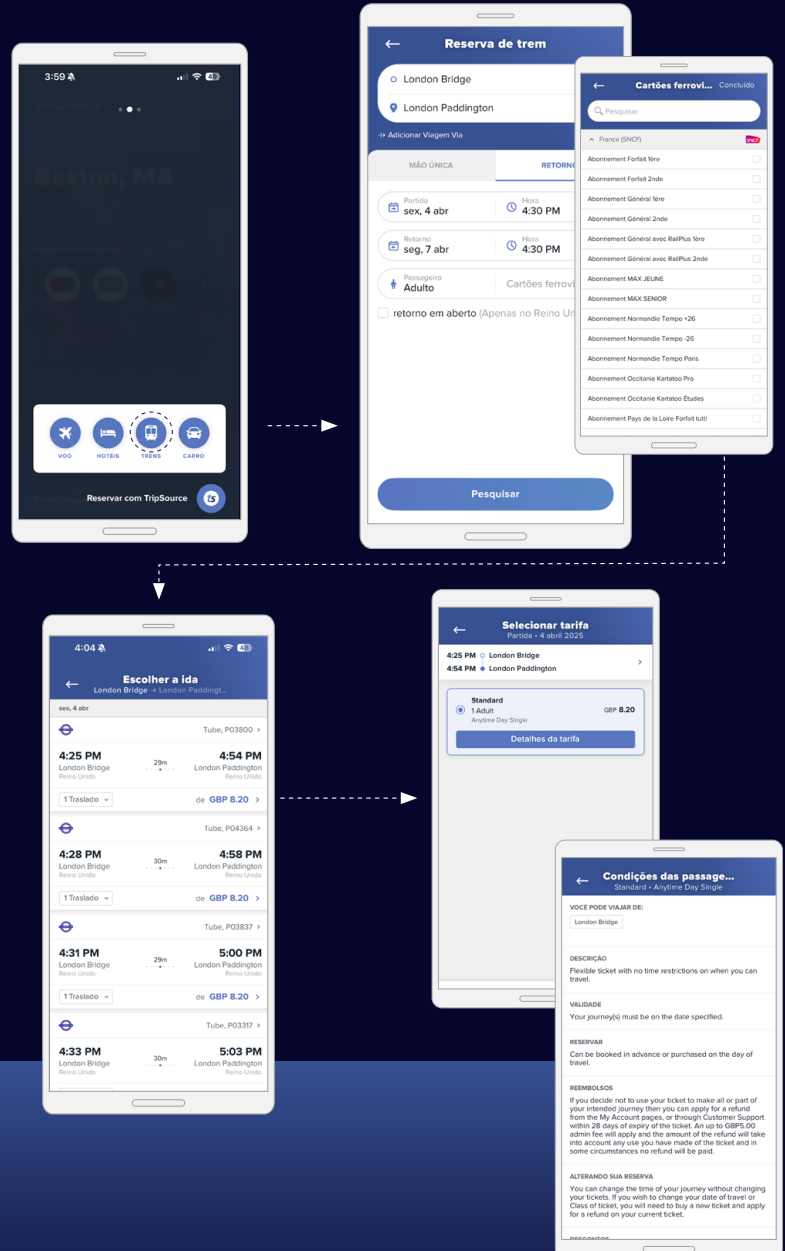 3:59
Boston, MA
VOO HOTÉIS TRENS CARRO
Reservar com TripSource ts
Reserva de trem
London Bridge
London Paddington
Adicionar Viagem Via
MÃO ÚNICA RETORNO
Partida Hora
sex, 4 abr 4:30 PM
Retorno Hora
seg, 7 abr 4:30 PM
Passageiro
Adulto Cartões ferrovi
retorno em aberto (Apenas no Reino Un
Pesquisar
Cartões ferrovi... Concluído
Pesquisar
France (SNCF) SNCF
Abonnement Forfait 1ère
Abonnement Forfait 2nde
Abonnement Général 1ère
Abonnement Général 2nde
Abonnement Général avec RailPlus 1ère
Abonnement Général avec RailPlus 2nde
Abonnement MAX JEUNE
Abonnement MAX SENIOR
Abonnement Normandie Tempo +26
Abonnement Normandie Tempo -26
Abonnement Normandie Tempo Paris
Abonnement Occitanie Kartatoo Pro
Abonnement Occitanie Kartatoo Études
Abonnement Pays de la Loire Forfait tutti
4:04
Escolher a ida
London Bridge → London Paddingt...
sex, 4 abr
Tube, P03800 >
4:25 PM 29m 4:54 PM
London Bridge London Paddington
Reino Unido Reino Unido
1 Traslado de GBP 8.20 >
Tube, P04364 >
4:28 PM 30m 4:58 PM
London Bridge London Paddington
Reino Unido Reino Unido
1 Traslado de GBP 8.20 >
Tube, P03837 >
4:31 PM 29m 5:00 PM
London Bridge London Paddington
Reino Unido Reino Unido
1 Traslado de GBP 8.20 >
Tube, P03317 >
4:33 PM 30m 5:03 PM
London Bridge London Paddington
Reino Unido Reino Unido
Selecionar tarifa
Partida • 4 abril 2025
4:25 PM London Bridge
4:54 PM London Paddington
Standard
1 Adult GBP 8.20
Anytime Day Single
Detalhes da tarifa
Condições das passage...
Standard • Anytime Day Single
VOCÊ PODE VIAJAR DE:
London Bridge
DESCRIÇÃO
Flexible ticket with no time restrictions on when you can
travel.
VALIDADE
Your journey(s) must be on the date specified.
RESERVAR
Can be booked in advance or purchased on the day of
travel.
REEMBOLSOS
If you decide not to use your ticket to make all or part of
your intended journey then you can apply for a refund
from the My Account pages, or through Customer Support
within 28 days of expiry of the ticket. An up to GBP5.00
admin fee will apply and the amount of the refund will take
into account any use you have made of the ticket and in
some circumstances no refund will be paid.
ALTERANDO SUA RESERVA
You can change the time of your journey without changing
your tickets. If you wish to change your date of travel or
Class of ticket, you will need to buy a new ticket and apply
for a refund on your current ticket.